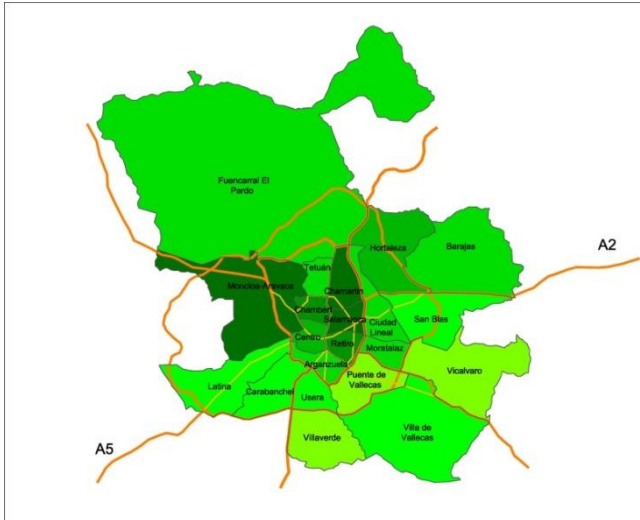 Fuencarral El
Pardo
A2
Hortaleza
Barajas
Tetuán
Moncloa-Aravaca
Chamartín
Chamberí
Salamanca
San Blas
Ciudad
Lineal
Centro
Retiro
Moratalaz
Arganzuela
Vicalvaro
Puente de
Vallecas
Latina
Carabanchel
Usera
Villa de
Vallecas
Villaverde
A5